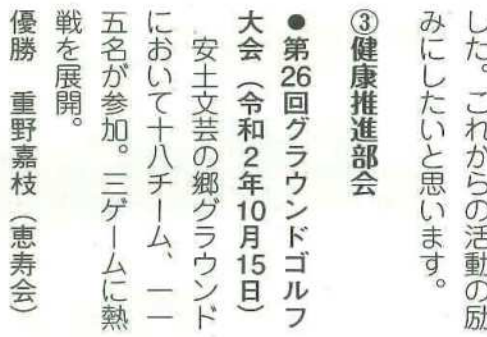 した。これからの活動の励
みにしたいと思います。
③健康推進部会
●第26回グラウンドゴルフ
大会（令和2年10月15日）
安土文芸の郷グラウンド
において十八チーム、一一
五名が参加。三ゲームに熱
戦を展開。
優勝　重野嘉枝（恵寿会）